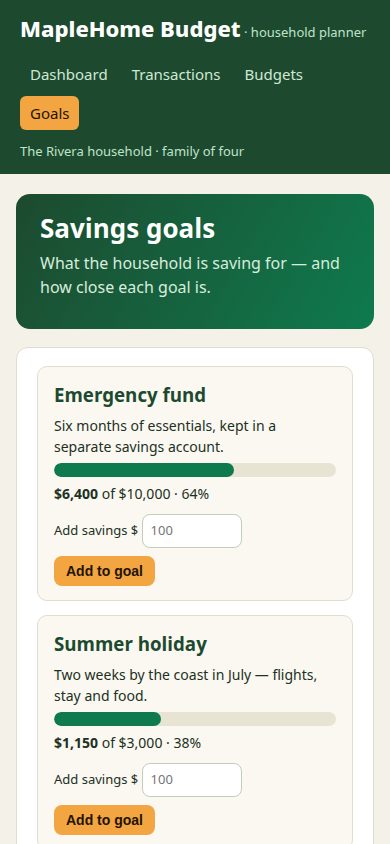 MapleHome Budget · household planner
Dashboard Transactions Budgets
Goals
The Rivera household · family of four
Savings goals
What the household is saving for — and
how close each goal is.
Emergency fund
Six months of essentials, kept in a
separate savings account.
$6,400 of $10,000 · 64%
Add savings $ 100
Add to goal
Summer holiday
Two weeks by the coast in July — flights,
stay and food.
$1,150 of $3,000 · 38%
Add savings $ 100
Add to goal